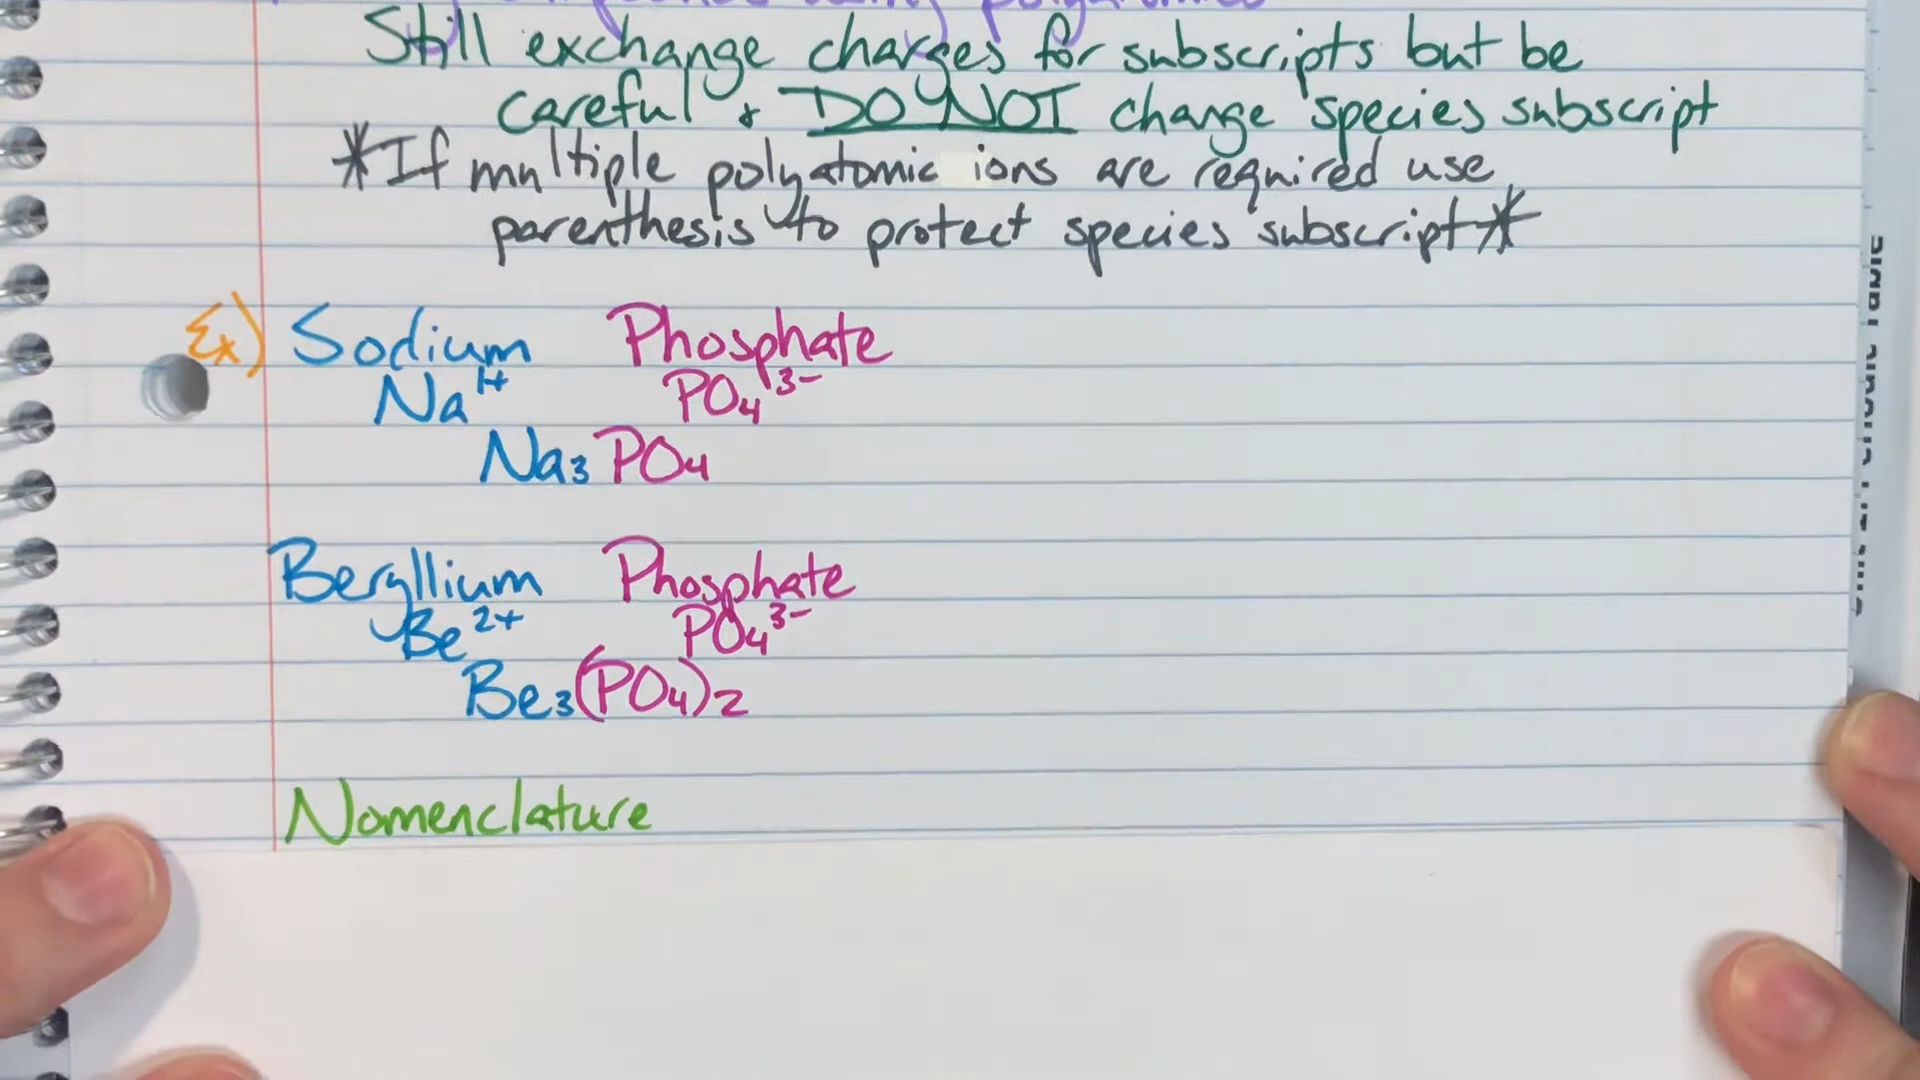 polyatomics
Still exchange charges for subscripts but be
careful & DO NOT change species subscript
*If multiple polyatomic ions are required use
parenthesis to protect species subscript*
Ex) Sodium Phosphate
Na¹⁺ PO₄³⁻
Na₃PO₄
Beryllium Phosphate
Be²⁺ PO₄³⁻
Be₃(PO₄)₂
Nomenclature